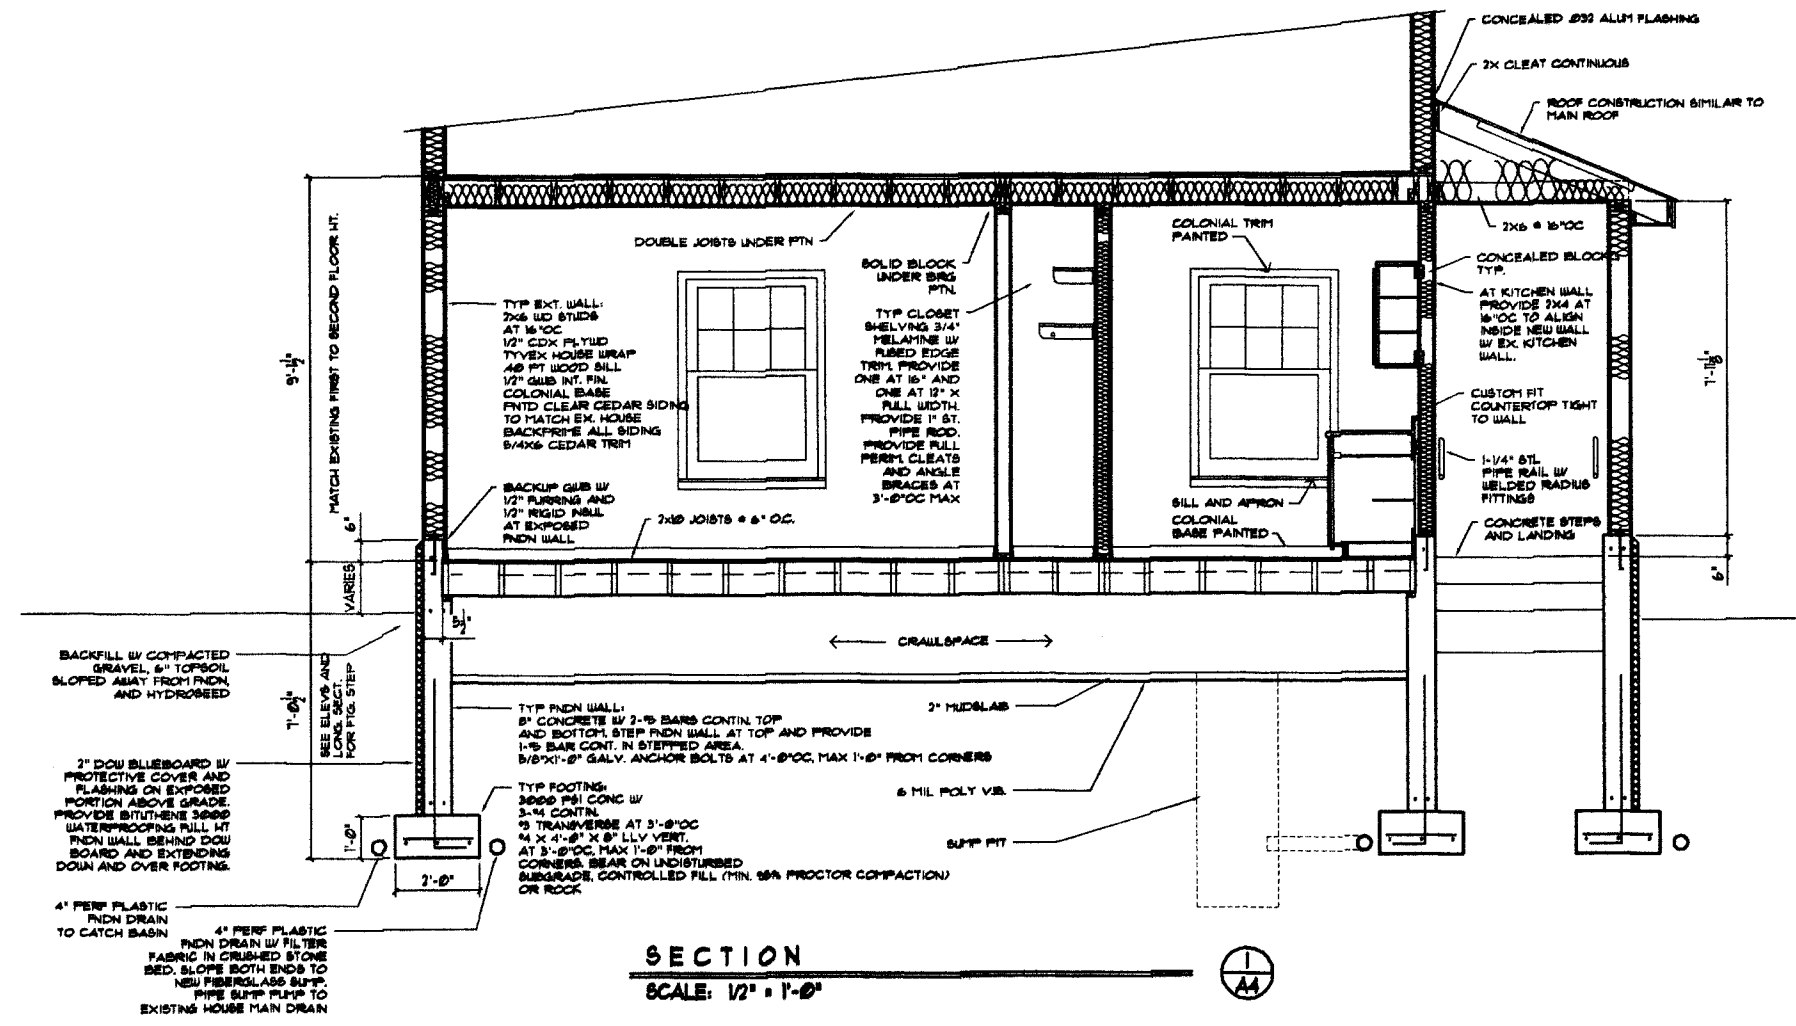 CONCEALED .032 ALUM FLASHING
2X CLEAT CONTINUOUS
ROOF CONSTRUCTION SIMILAR TO
MAIN ROOF
DOUBLE JOISTS UNDER PTN
SOLID BLOCK
UNDER BRG
PTN.
COLONIAL TRIM
PAINTED
2X6 @ 16"OC
CONCEALED BLOCK
TYP.
AT KITCHEN WALL
PROVIDE 2X4 AT
16"OC TO ALIGN
INSIDE NEW WALL
W/ EX. KITCHEN
WALL.
9'-1½"
MATCH EXISTING FIRST TO SECOND FLOOR HT.
TYP EXT. WALL:
2X6 WD STUDS
AT 16"OC
1/2" CDX PLYWD
TYVEX HOUSE WRAP
.40 PT WOOD SILL
1/2" GWB INT. FIN.
COLONIAL BASE
PNTD CLEAR CEDAR SIDING
TO MATCH EX. HOUSE
BACKPRIME ALL SIDING
5/4X6 CEDAR TRIM
TYP CLOSET
SHELVING 3/4"
MELAMINE W/
FUSED EDGE
TRIM. PROVIDE
ONE AT 16" AND
ONE AT 12" X
FULL WIDTH.
PROVIDE 1" ST.
PIPE ROD.
PROVIDE FULL
PERIM. CLEATS
AND ANGLE
BRACES AT
3'-0"OC MAX
CUSTOM FIT
COUNTERTOP TIGHT
TO WALL
1-1/4" STL
PIPE RAIL W/
WELDED RADIUS
FITTINGS
BACKUP GWB W/
1/2" FURRING AND
1/2" RIGID INSUL
AT EXPOSED
FNDN WALL
2x10 JOISTS @ 6" O.C.
SILL AND APRON
COLONIAL
BASE PAINTED
CONCRETE STEPS
AND LANDING
6"
6"
VARIES
5½"
CRAWLSPACE
BACKFILL W/ COMPACTED
GRAVEL, 6" TOPSOIL
SLOPED AWAY FROM FNDN,
AND HYDROSEED
7'-0½"
SEE ELEVS AND
LONG. SECT.
FOR FTG. STEP
TYP FNDN WALL:
8" CONCRETE W/ 2-#5 BARS CONTIN. TOP
AND BOTTOM. STEP FNDN WALL AT TOP AND PROVIDE
1-#5 BAR CONT. IN STEPPED AREA.
5/8"X1'-0" GALV. ANCHOR BOLTS AT 4'-0"OC, MAX 1'-0" FROM CORNERS
2" MUDSLAB
2" DOW BLUEBOARD W/
PROTECTIVE COVER AND
FLASHING ON EXPOSED
PORTION ABOVE GRADE.
PROVIDE BITUTHENE 3000
WATERPROOFING FULL HT
FNDN WALL BEHIND DOW
BOARD AND EXTENDING
DOWN AND OVER FOOTING.
TYP FOOTING:
3000 PSI CONC W/
3-#4 CONTIN.
#3 TRANSVERSE AT 3'-0"OC
#4 X 4'-0" X 8" LLV VERT.
AT 3'-0"OC, MAX 1'-0" FROM
CORNERS. BEAR ON UNDISTURBED
SUBGRADE, CONTROLLED FILL (MIN. 95% PROCTOR COMPACTION)
OR ROCK
6 MIL POLY V.B.
SUMP PIT
1'-0"
2'-0"
4" PERF PLASTIC
FNDN DRAIN
TO CATCH BASIN
4" PERF PLASTIC
FNDN DRAIN W/ FILTER
FABRIC IN CRUSHED STONE
BED. SLOPE BOTH ENDS TO
NEW FIBERGLASS SUMP.
PIPE SUMP PUMP TO
EXISTING HOUSE MAIN DRAIN
SECTION
SCALE: 1/2" = 1'-0"
1
A4